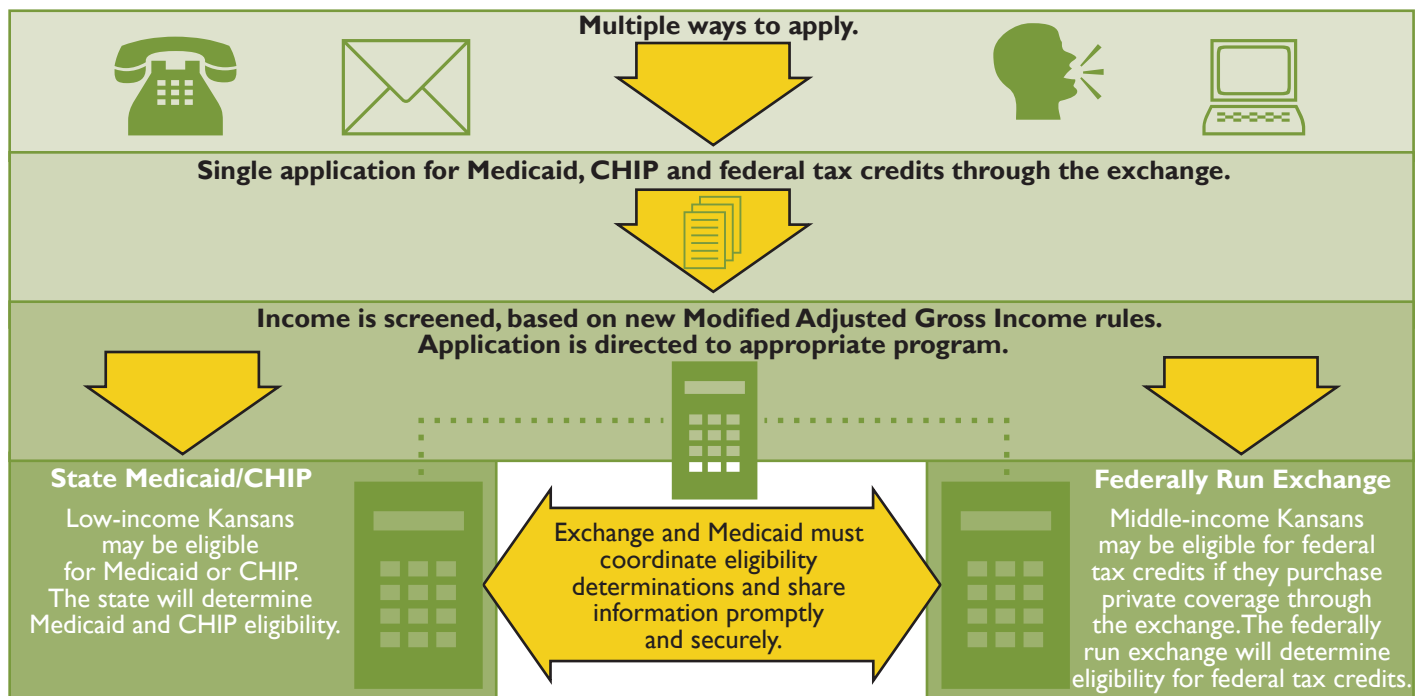 Multiple ways to apply.
Single application for Medicaid, CHIP and federal tax credits through the exchange.
Income is screened, based on new Modified Adjusted Gross Income rules.
Application is directed to appropriate program.
State Medicaid/CHIP
Low-income Kansans
may be eligible
for Medicaid or CHIP.
The state will determine
Medicaid and CHIP eligibility.
Exchange and Medicaid must
coordinate eligibility
determinations and share
information promptly
and securely.
Federally Run Exchange
Middle-income Kansans
may be eligible for federal
tax credits if they purchase
private coverage through
the exchange. The federally
run exchange will determine
eligibility for federal tax credits.